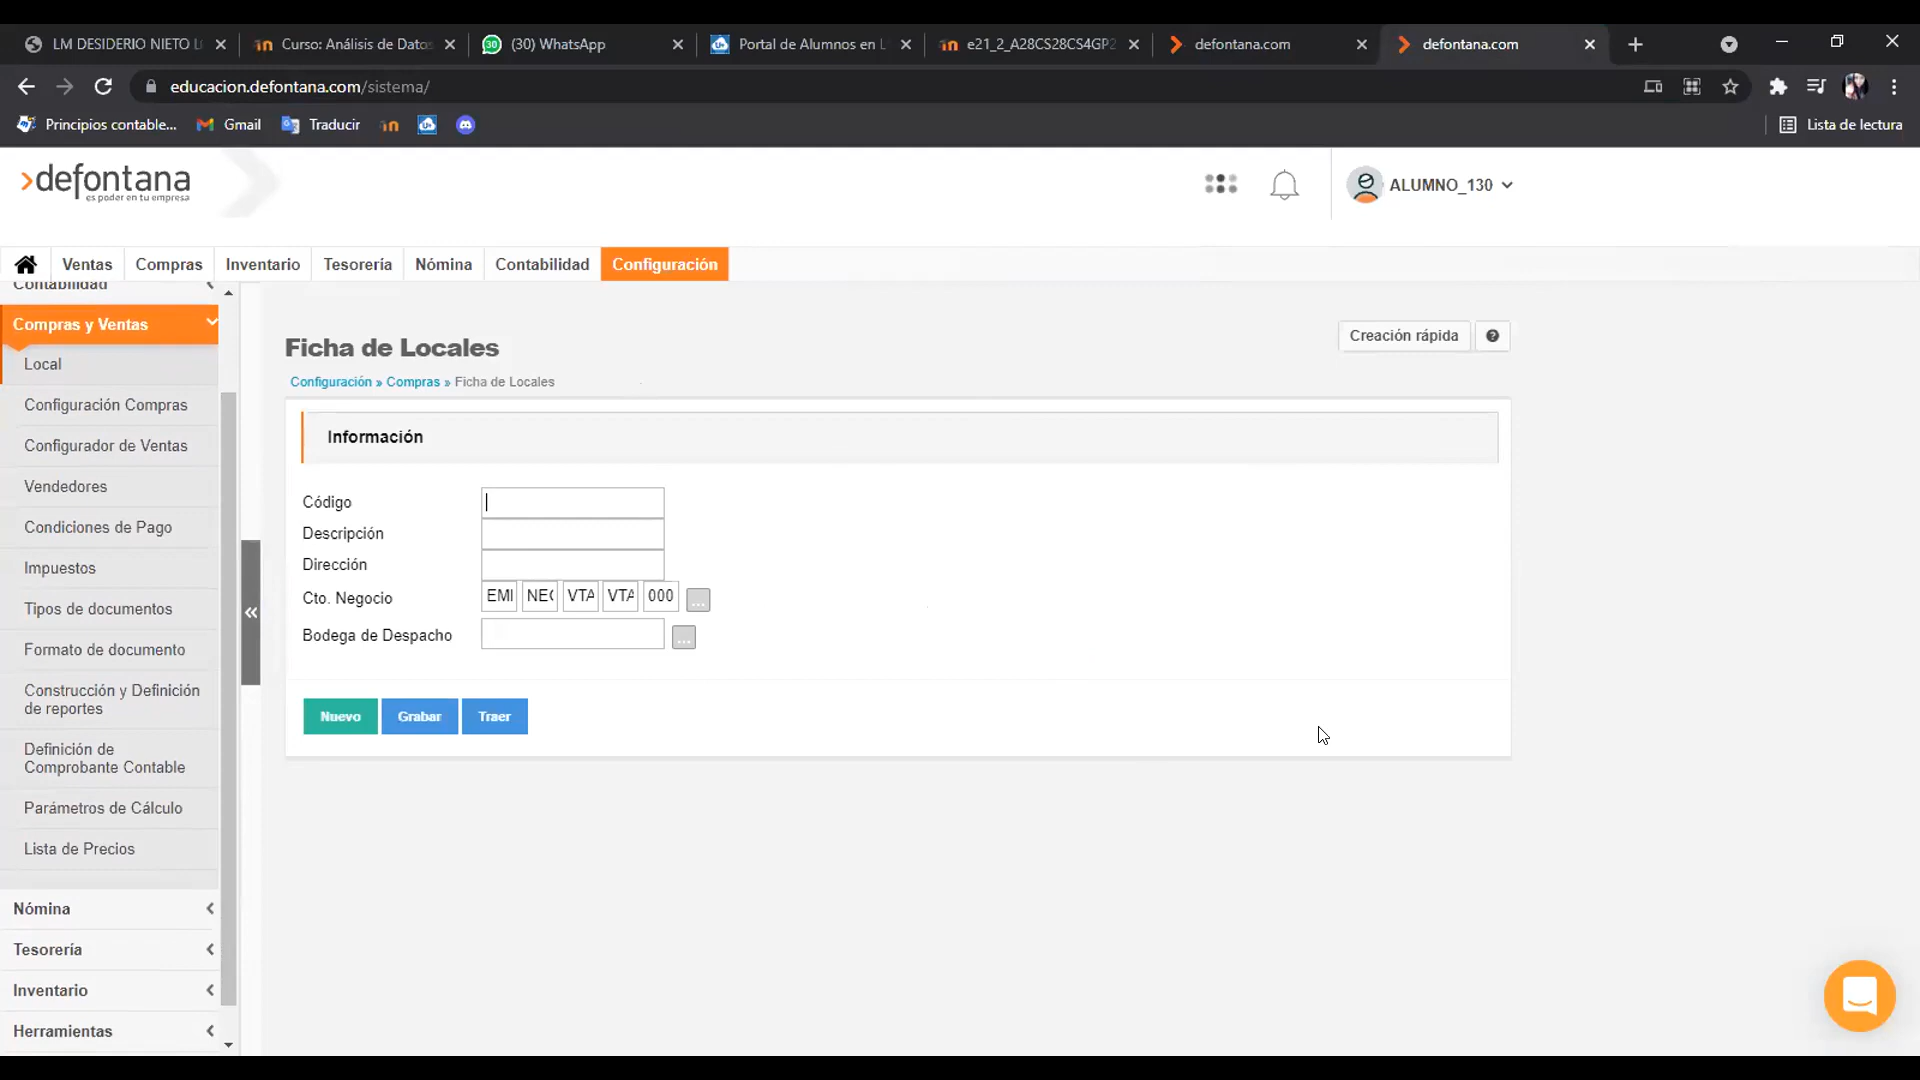 LM DESIDERIO NIETO
Curso: Análisis de Datos
30
(30) WhatsApp
Portal de Alumnos en
e21_2_A28CS28CS4GP2
defontana.com
defontana.com
educacion.defontana.com/sistema/
Principios contable...
Gmail
Traducir
Lista de lectura
defontana
es poder en tu empresa
ALUMNO_130
Ventas
Compras
Inventario
Tesorería
Nómina
Contabilidad
Configuración
Contabilidad
Compras y Ventas
Local
Configuración Compras
Configurador de Ventas
Vendedores
Condiciones de Pago
Impuestos
Tipos de documentos
Formato de documento
Construcción y Definición
de reportes
Definición de
Comprobante Contable
Parámetros de Cálculo
Lista de Precios
Nómina
Tesorería
Inventario
Herramientas
«
Ficha de Locales
Creación rápida
?
Configuración » Compras » Ficha de Locales
Información
Código
Descripción
Dirección
Cto. Negocio EMI NEC VTA VTA 000 ...
Bodega de Despacho ...
Nuevo Grabar Traer